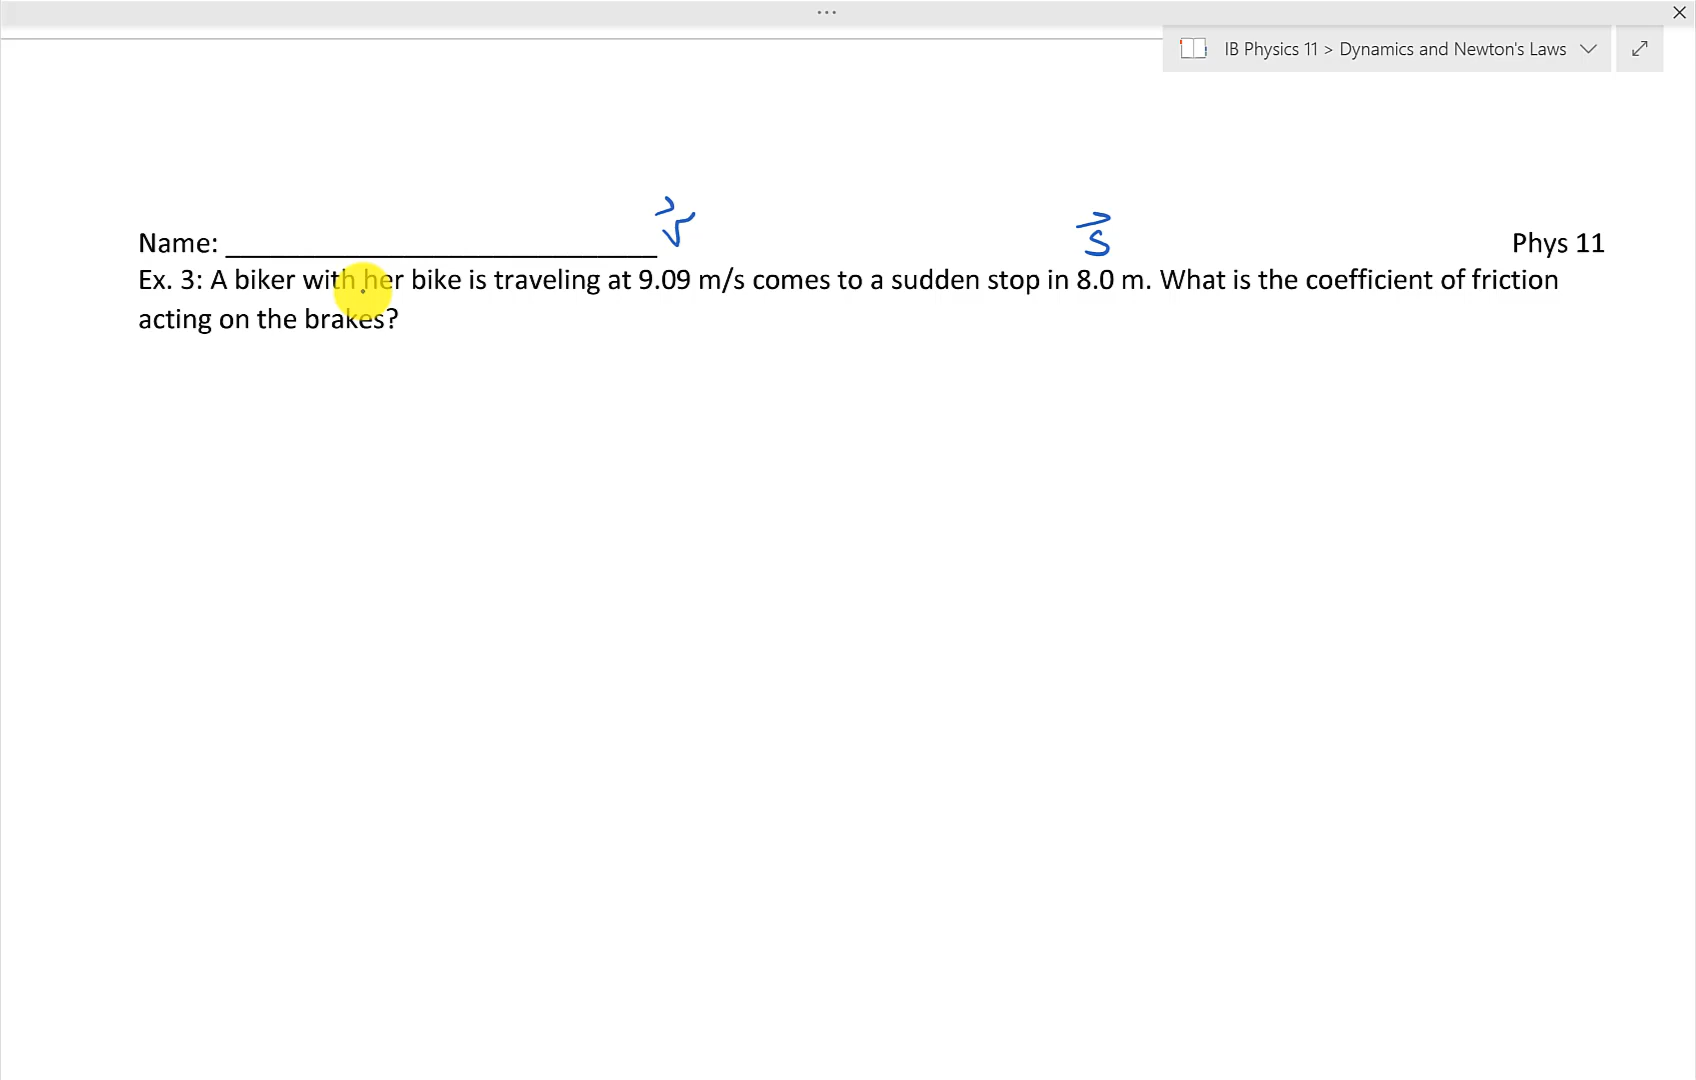 IB Physics 11 > Dynamics and Newton's Laws
v⃗
s⃗
Name: _______________________________ Phys 11
Ex. 3: A biker with her bike is traveling at 9.09 m/s comes to a sudden stop in 8.0 m. What is the coefficient of friction
acting on the brakes?